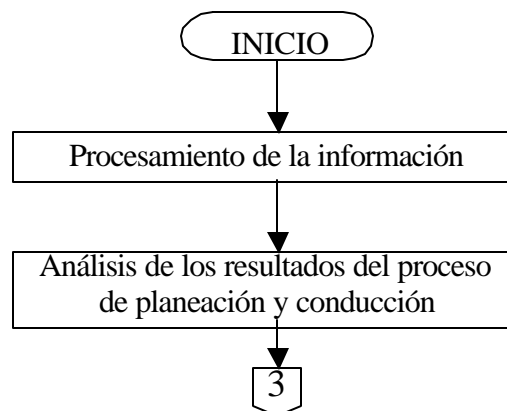 INICIO
Procesamiento de la información
Análisis de los resultados del proceso
de planeación y conducción
3